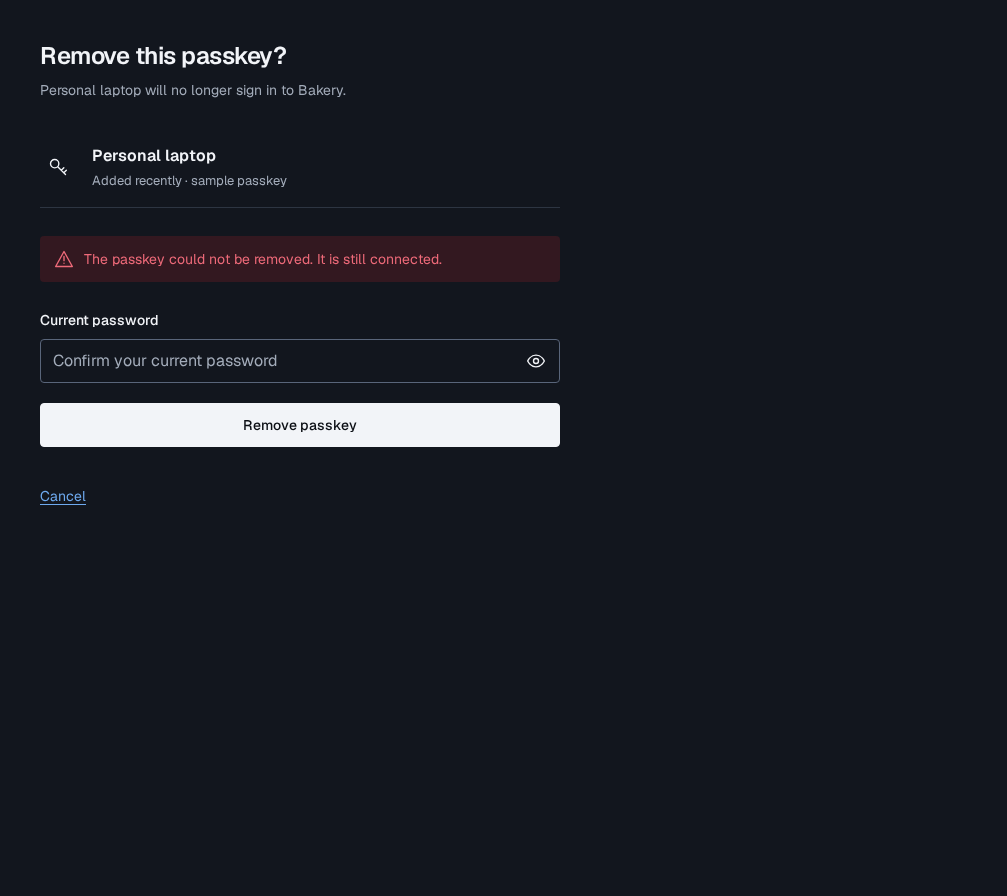 Remove this passkey?
Personal laptop will no longer sign in to Bakery.
Personal laptop
Added recently · sample passkey
The passkey could not be removed. It is still connected.
Current password
Confirm your current password
Remove passkey
Cancel